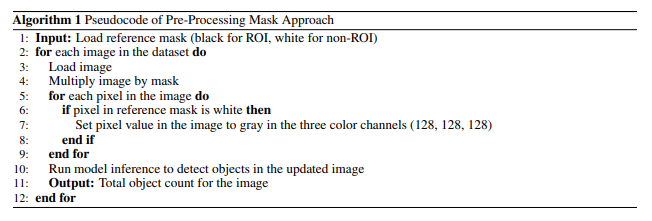 Algorithm 1 Pseudocode of Pre-Processing Mask Approach
1: Input: Load reference mask (black for ROI, white for non-ROI)
2: for each image in the dataset do
3: Load image
4: Multiply image by mask
5: for each pixel in the image do
6: if pixel in reference mask is white then
7: Set pixel value in the image to gray in the three color channels (128, 128, 128)
8: end if
9: end for
10: Run model inference to detect objects in the updated image
11: Output: Total object count for the image
12: end for